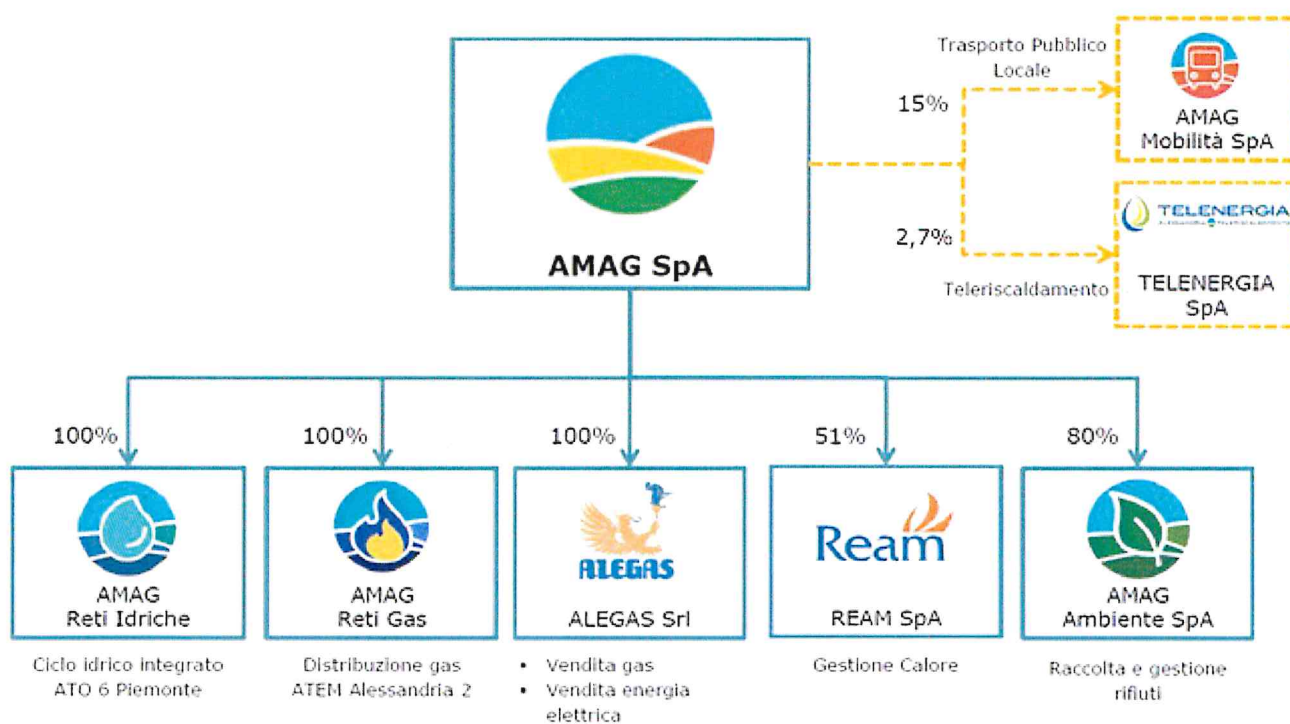 AMAG SpA
Trasporto Pubblico
Locale
15%
AMAG
Mobilità SpA
2,7%
Teleriscaldamento
TELENERGIA
TELENERGIA
SpA
100%
AMAG
Reti Idriche
Ciclo idrico integrato
ATO 6 Piemonte
100%
AMAG
Reti Gas
Distribuzione gas
ATEM Alessandria 2
100%
ALEGAS
ALEGAS Srl
• Vendita gas
• Vendita energia
elettrica
51%
Ream
REAM SpA
Gestione Calore
80%
AMAG
Ambiente SpA
Raccolta e gestione
rifiuti